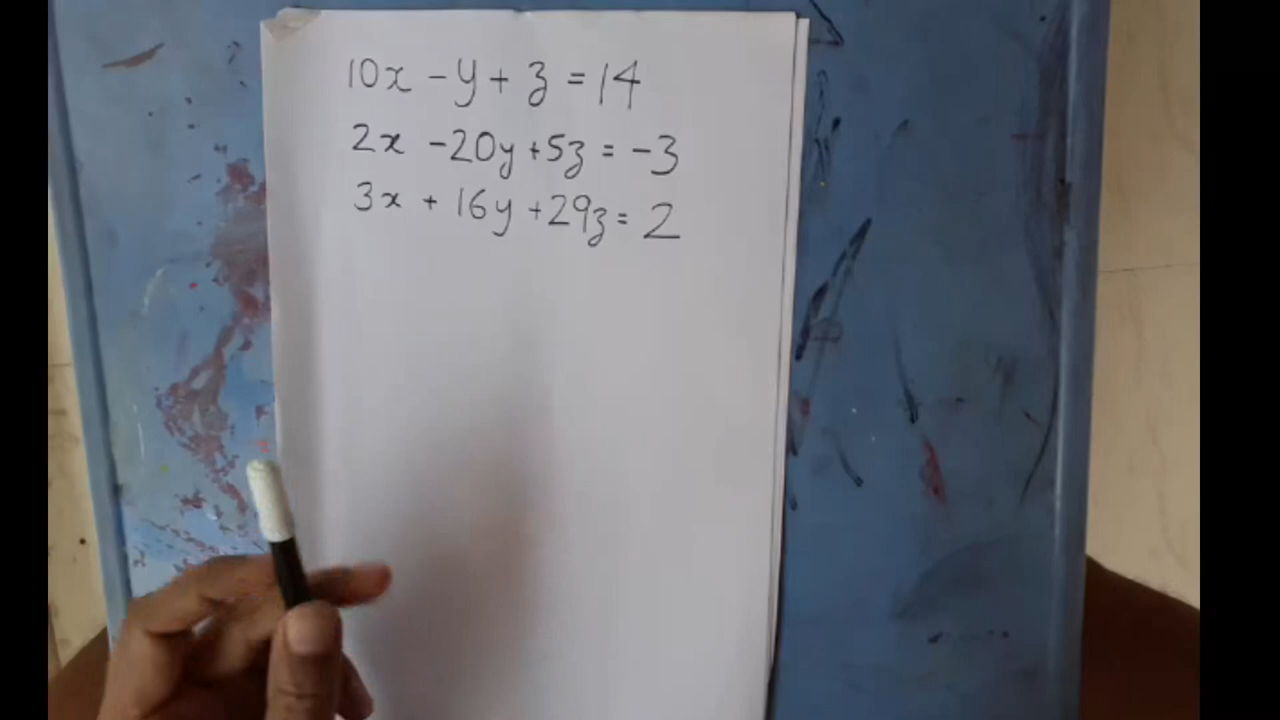 10x - y + z = 14
2x - 20y + 5z = -3
3x + 16y + 29z = 2